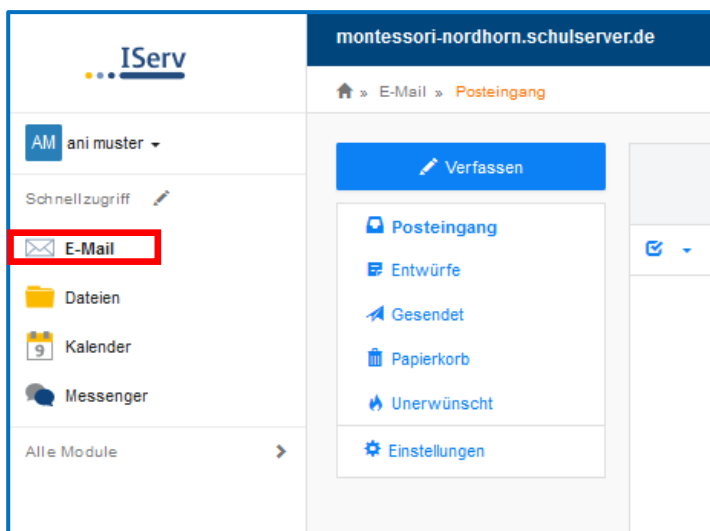 IServ
AM ani muster
Schnellzugriff
E-Mail
Dateien
9 Kalender
Messenger
Alle Module
montessori-nordhorn.schulserver.de
» E-Mail » Posteingang
Verfassen
Posteingang
Entwürfe
Gesendet
Papierkorb
Unerwünscht
Einstellungen